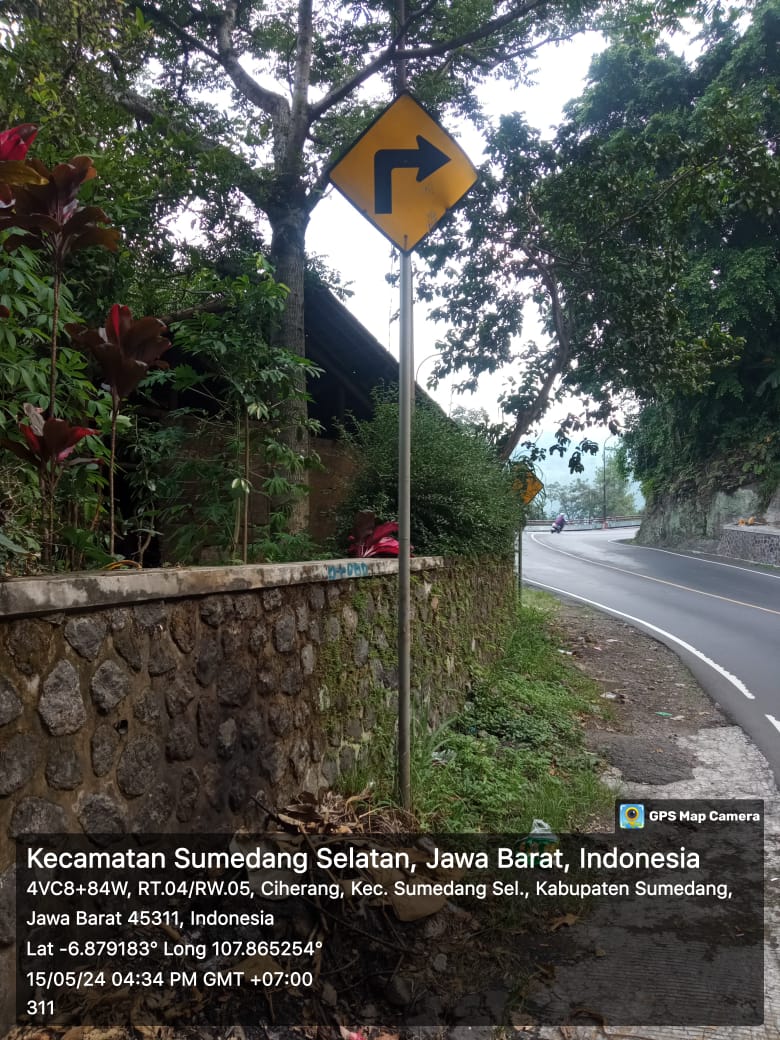 GPS Map Camera
Kecamatan Sumedang Selatan, Jawa Barat, Indonesia
4VC8+84W, RT.04/RW.05, Ciherang, Kec. Sumedang Sel., Kabupaten Sumedang,
Jawa Barat 45311, Indonesia
Lat -6.879183° Long 107.865254°
15/05/24 04:34 PM GMT +07:00
311